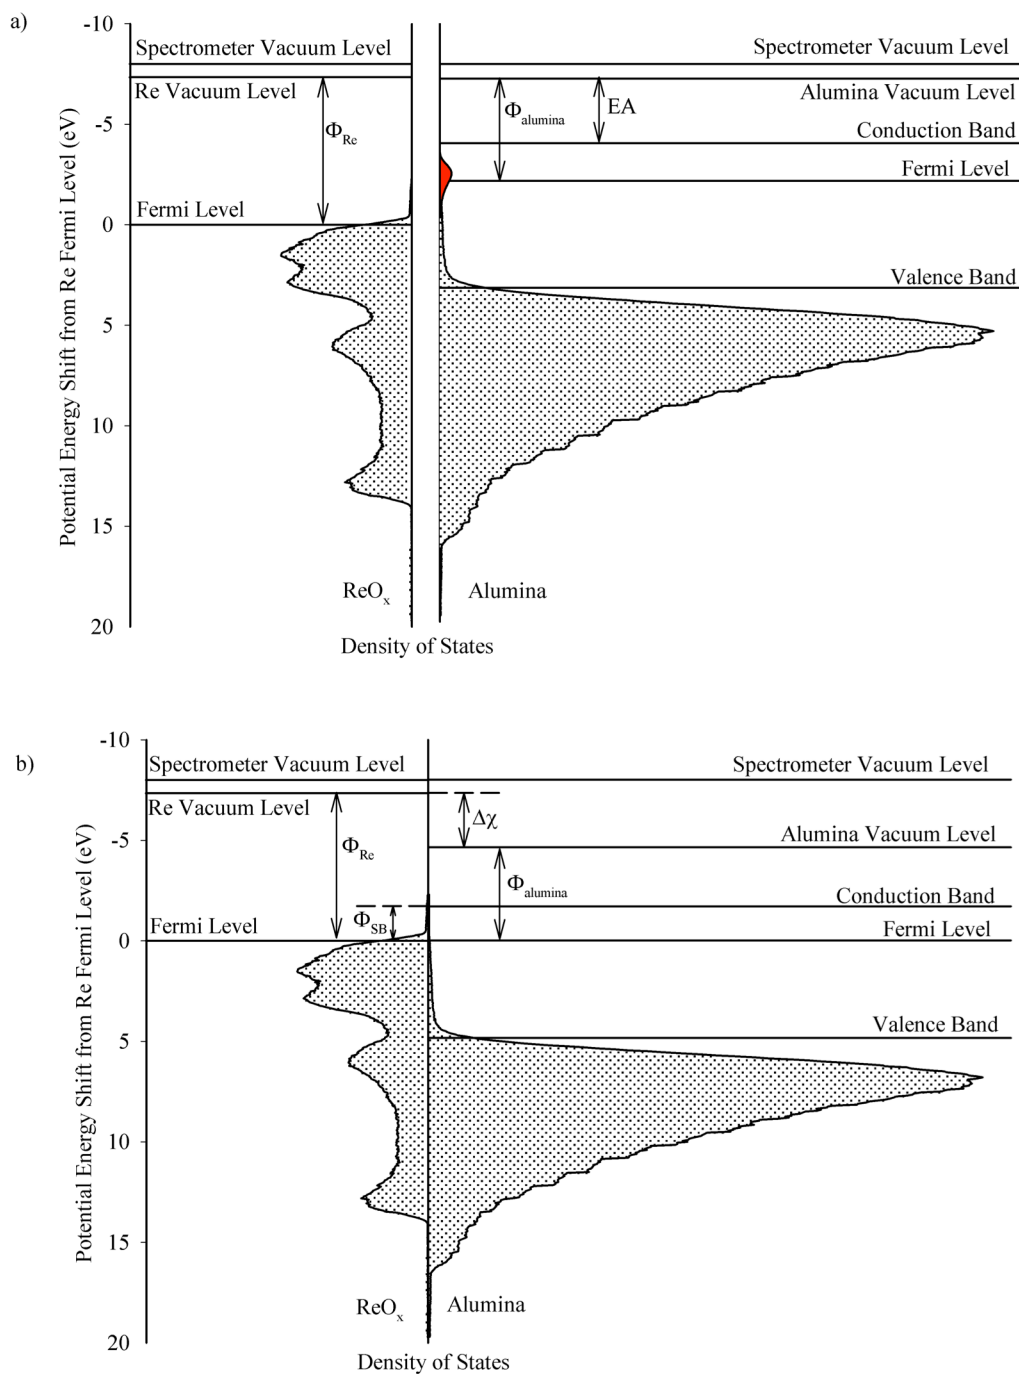 a)
-10
Spectrometer Vacuum Level
Spectrometer Vacuum Level
Re Vacuum Level
Alumina Vacuum Level
Φalumina
EA
-5
ΦRe
Conduction Band
Fermi Level
Fermi Level
0
Valence Band
5
10
15
20
Potential Energy Shift from Re Fermi Level (eV)
ReOx
Alumina
Density of States
b)
-10
Spectrometer Vacuum Level
Spectrometer Vacuum Level
Re Vacuum Level
Δχ
Alumina Vacuum Level
-5
ΦRe
Φalumina
Conduction Band
ΦSB
Fermi Level
Fermi Level
0
Valence Band
5
10
15
20
Potential Energy Shift from Re Fermi Level (eV)
ReOx
Alumina
Density of States